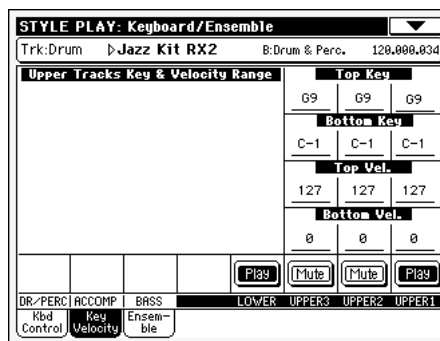 STYLE PLAY: Keyboard/Ensemble
Trk:Drum ▷Jazz Kit RX2 B:Drum & Perc. 120.000.034
Upper Tracks Key & Velocity Range
Top Key
G9 G9 G9
Bottom Key
C-1 C-1 C-1
Top Vel.
127 127 127
Bottom Vel.
0 0 0
Play Mute Mute Play
DR/PERC ACCOMP BASS LOWER UPPER3 UPPER2 UPPER1
Kbd Control Key Velocity Ensem-ble